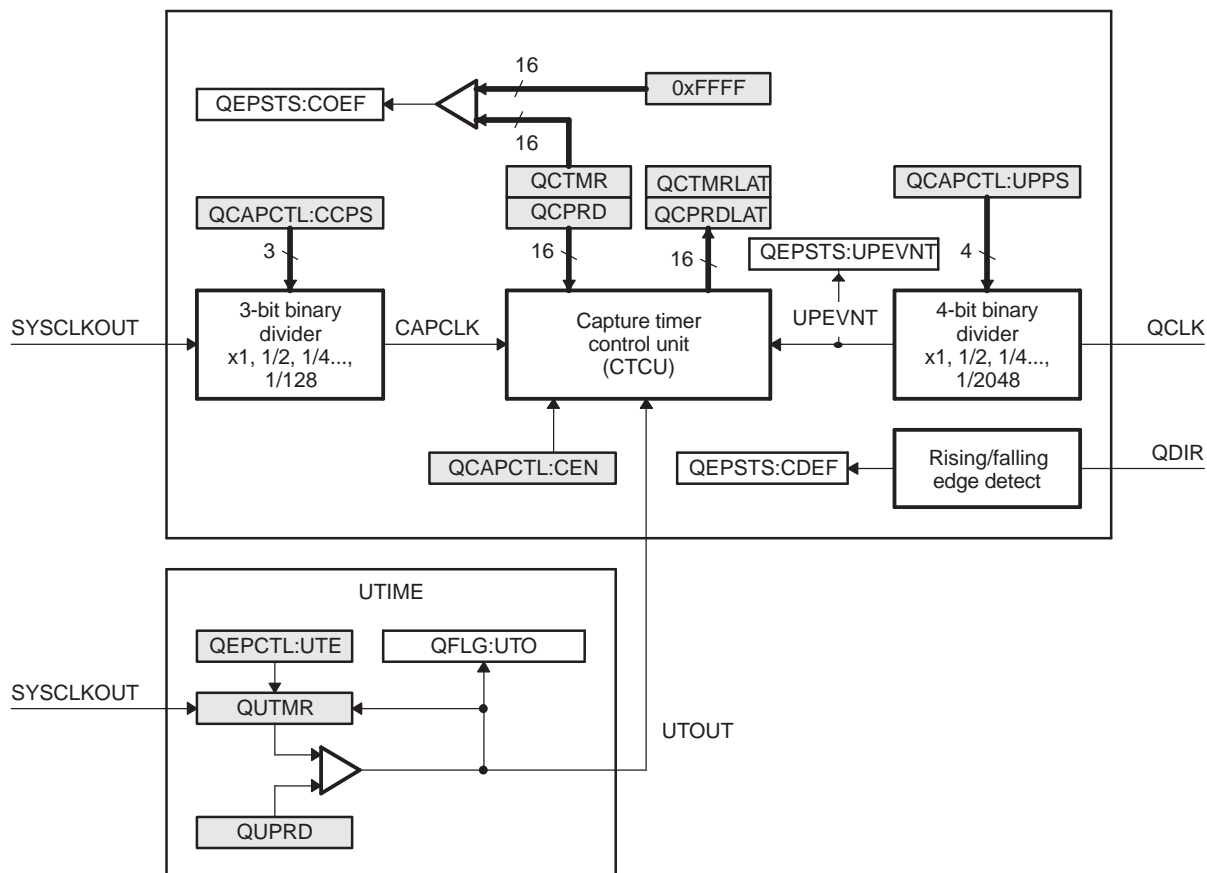 16
0xFFFF
QEPSTS:COEF
16
QCTMR
QCTMRLAT
QCAPCTL:UPPS
QCAPCTL:CCPS
QCPRD
QCPRDLAT
3
16
16
QEPSTS:UPEVNT
4
SYSCLKOUT
3-bit binary
divider
x1, 1/2, 1/4...,
1/128
CAPCLK
Capture timer
control unit
(CTCU)
UPEVNT
4-bit binary
divider
x1, 1/2, 1/4...,
1/2048
QCLK
QCAPCTL:CEN
QEPSTS:CDEF
Rising/falling
edge detect
QDIR
UTIME
QEPCTL:UTE
QFLG:UTO
SYSCLKOUT
QUTMR
UTOUT
QUPRD